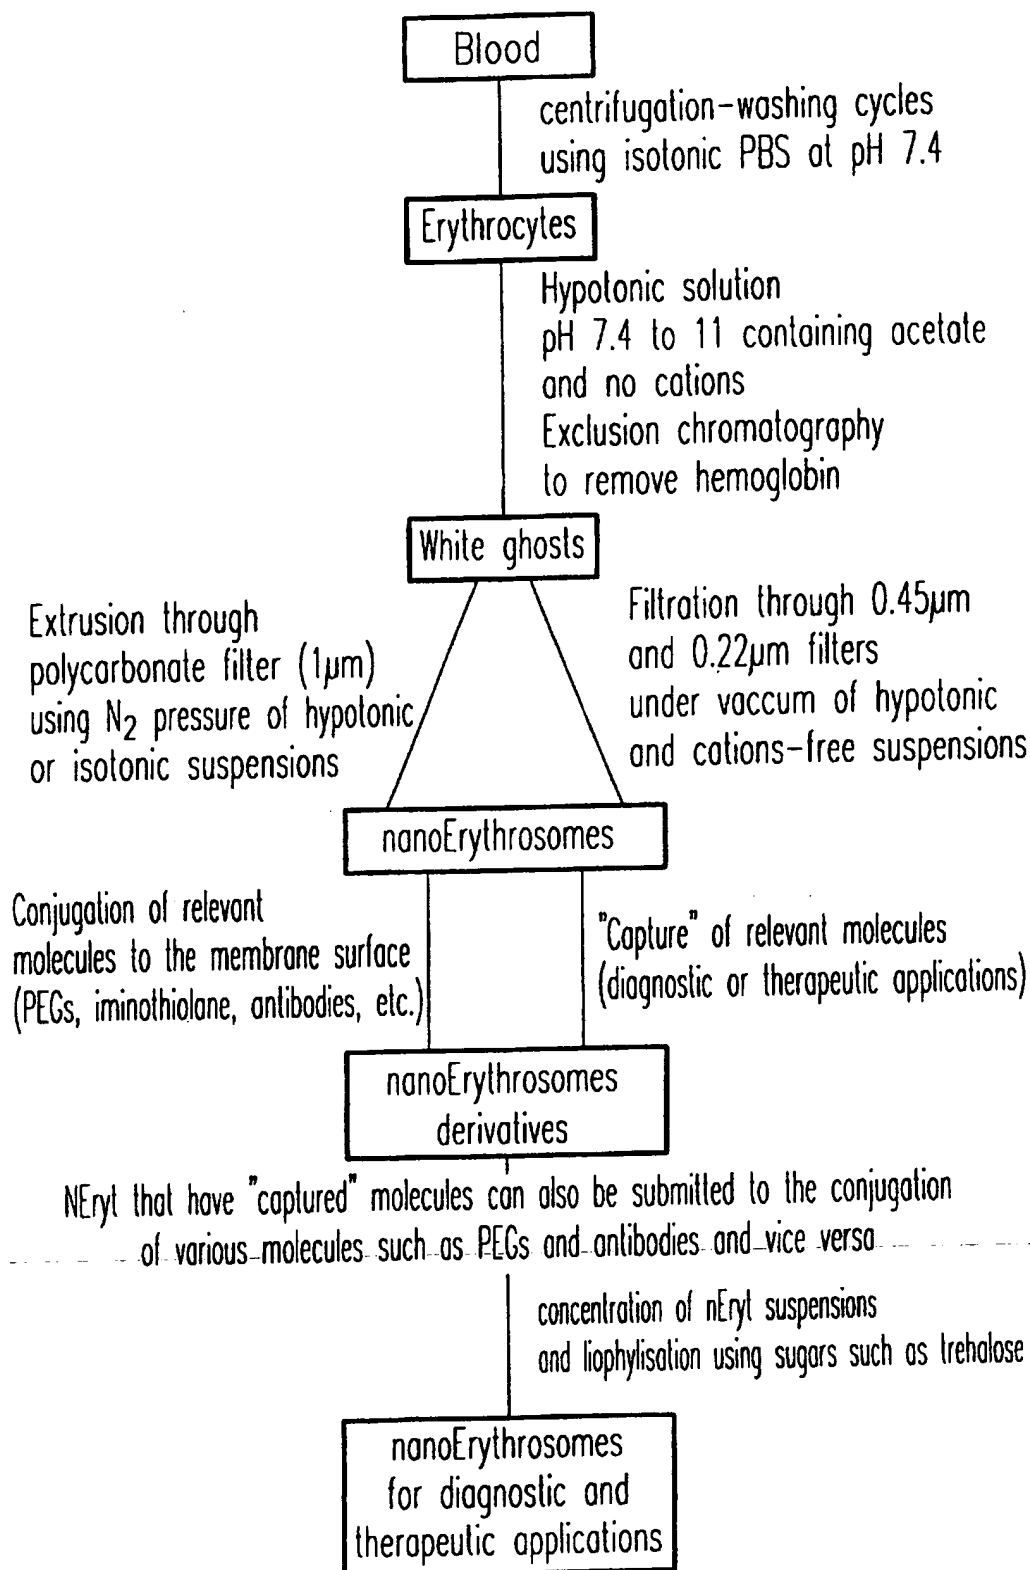 Blood
centrifugation-washing cycles
using isotonic PBS at pH 7.4
Erythrocytes
Hypotonic solution
pH 7.4 to 11 containing acetate
and no cations
Exclusion chromatography
to remove hemoglobin
White ghosts
Extrusion through
polycarbonate filter (1µm)
using N2 pressure of hypotonic
or isotonic suspensions
Filtration through 0.45µm
and 0.22µm filters
under vaccum of hypotonic
and cations-free suspensions
nanoErythrosomes
Conjugation of relevant
molecules to the membrane surface
(PEGs, iminothiolane, antibodies, etc.)
"Capture" of relevant molecules
(diagnostic or therapeutic applications)
nanoErythrosomes
derivatives
NEryt that have "captured" molecules can also be submitted to the conjugation
of various molecules such as PEGs and antibodies and vice versa
concentration of nEryt suspensions
and liophylisation using sugars such as trehalose
nanoErythrosomes
for diagnostic and
therapeutic applications